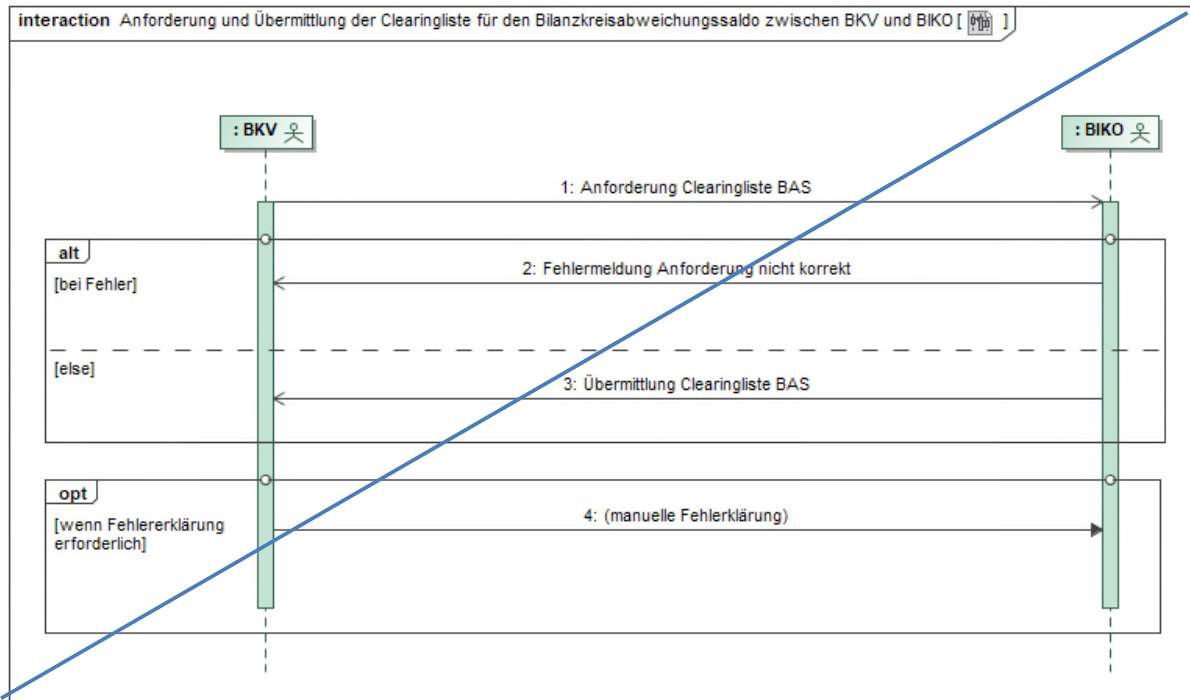 interaction Anforderung und Übermittlung der Clearingliste für den Bilanzkreisabweichungssaldo zwischen BKV und BIKO [ ]
: BKV
: BIKO
1: Anforderung Clearingliste BAS
alt
[bei Fehler]
2: Fehlermeldung Anforderung nicht korrekt
[else]
3: Übermittlung Clearingliste BAS
opt
[wenn Fehlererklärung
erforderlich]
4: (manuelle Fehlerklärung)